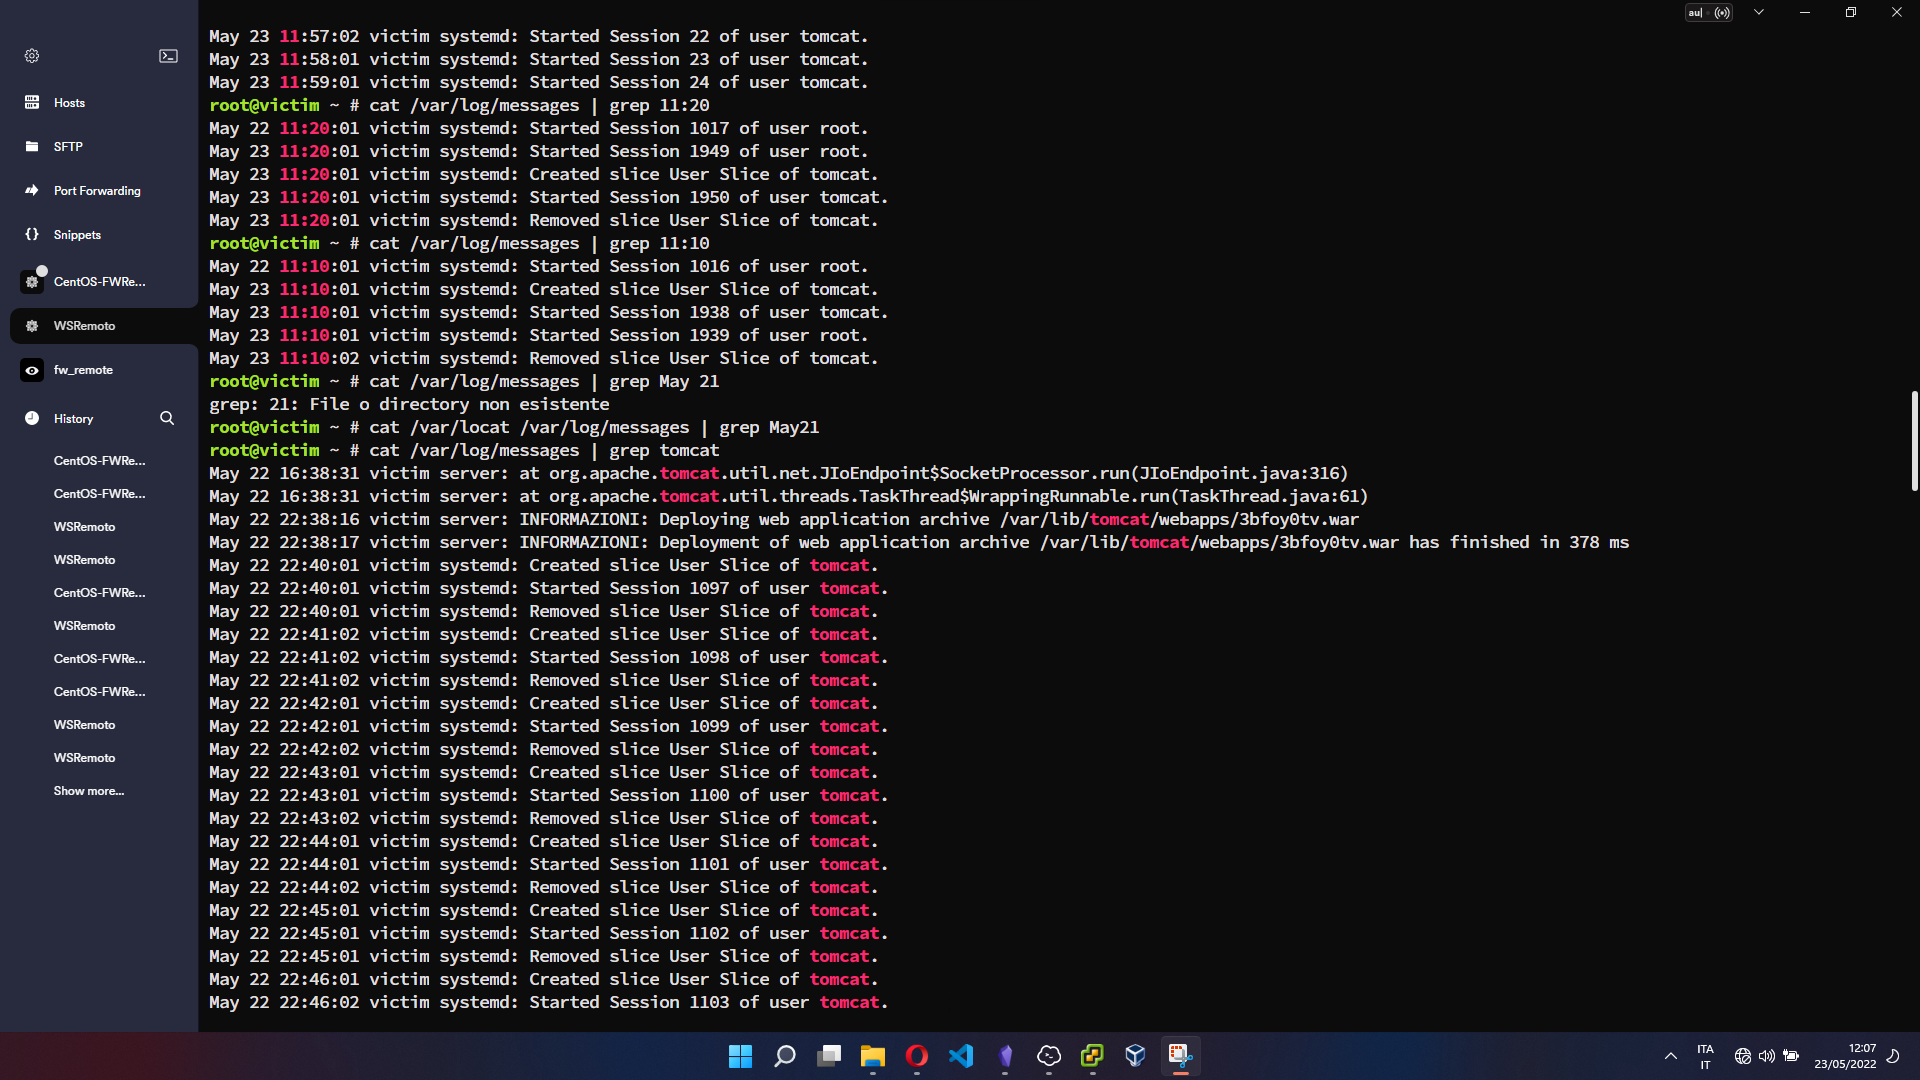 au|
May 23 11:57:02 victim systemd: Started Session 22 of user tomcat.
May 23 11:58:01 victim systemd: Started Session 23 of user tomcat.
May 23 11:59:01 victim systemd: Started Session 24 of user tomcat.
root@victim ~ # cat /var/log/messages | grep 11:20
May 22 11:20:01 victim systemd: Started Session 1017 of user root.
May 23 11:20:01 victim systemd: Started Session 1949 of user root.
May 23 11:20:01 victim systemd: Created slice User Slice of tomcat.
May 23 11:20:01 victim systemd: Started Session 1950 of user tomcat.
May 23 11:20:01 victim systemd: Removed slice User Slice of tomcat.
root@victim ~ # cat /var/log/messages | grep 11:10
May 22 11:10:01 victim systemd: Started Session 1016 of user root.
May 23 11:10:01 victim systemd: Created slice User Slice of tomcat.
May 23 11:10:01 victim systemd: Started Session 1938 of user tomcat.
May 23 11:10:01 victim systemd: Started Session 1939 of user root.
May 23 11:10:02 victim systemd: Removed slice User Slice of tomcat.
root@victim ~ # cat /var/log/messages | grep May 21
grep: 21: File o directory non esistente
root@victim ~ # cat /var/locat /var/log/messages | grep May21
root@victim ~ # cat /var/log/messages | grep tomcat
May 22 16:38:31 victim server: at org.apache.tomcat.util.net.JIoEndpoint$SocketProcessor.run(JIoEndpoint.java:316)
May 22 16:38:31 victim server: at org.apache.tomcat.util.threads.TaskThread$WrappingRunnable.run(TaskThread.java:61)
May 22 22:38:16 victim server: INFORMAZIONI: Deploying web application archive /var/lib/tomcat/webapps/3bfoy0tv.war
May 22 22:38:17 victim server: INFORMAZIONI: Deployment of web application archive /var/lib/tomcat/webapps/3bfoy0tv.war has finished in 378 ms
May 22 22:40:01 victim systemd: Created slice User Slice of tomcat.
May 22 22:40:01 victim systemd: Started Session 1097 of user tomcat.
May 22 22:40:01 victim systemd: Removed slice User Slice of tomcat.
May 22 22:41:02 victim systemd: Created slice User Slice of tomcat.
May 22 22:41:02 victim systemd: Started Session 1098 of user tomcat.
May 22 22:41:02 victim systemd: Removed slice User Slice of tomcat.
May 22 22:42:01 victim systemd: Created slice User Slice of tomcat.
May 22 22:42:01 victim systemd: Started Session 1099 of user tomcat.
May 22 22:42:02 victim systemd: Removed slice User Slice of tomcat.
May 22 22:43:01 victim systemd: Created slice User Slice of tomcat.
May 22 22:43:01 victim systemd: Started Session 1100 of user tomcat.
May 22 22:43:02 victim systemd: Removed slice User Slice of tomcat.
May 22 22:44:01 victim systemd: Created slice User Slice of tomcat.
May 22 22:44:01 victim systemd: Started Session 1101 of user tomcat.
May 22 22:44:02 victim systemd: Removed slice User Slice of tomcat.
May 22 22:45:01 victim systemd: Created slice User Slice of tomcat.
May 22 22:45:01 victim systemd: Started Session 1102 of user tomcat.
May 22 22:45:01 victim systemd: Removed slice User Slice of tomcat.
May 22 22:46:01 victim systemd: Created slice User Slice of tomcat.
May 22 22:46:02 victim systemd: Started Session 1103 of user tomcat.
Hosts
SFTP
Port Forwarding
Snippets
CentOS-FWRe...
WSRemoto
fw_remote
History
CentOS-FWRe...
CentOS-FWRe...
WSRemoto
WSRemoto
CentOS-FWRe...
WSRemoto
CentOS-FWRe...
CentOS-FWRe...
WSRemoto
WSRemoto
Show more...
ITA
IT
12:07
23/05/2022